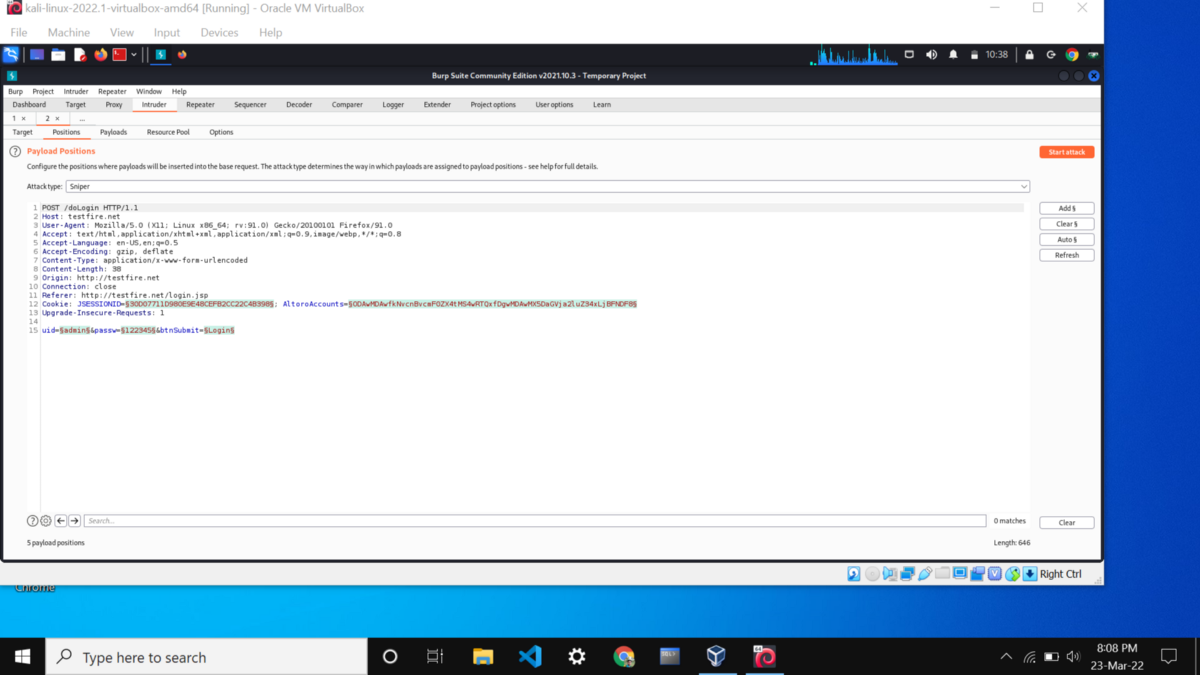 kali-linux-2022.1-virtualbox-amd64 [Running] - Oracle VM VirtualBox
File Machine View Input Devices Help
10:38
Burp Suite Community Edition v2021.10.3 - Temporary Project
Burp Project Intruder Repeater Window Help
Dashboard Target Proxy Intruder Repeater Sequencer Decoder Comparer Logger Extender Project options User options Learn
1 × 2 × ...
Target Positions Payloads Resource Pool Options
? Payload Positions
Start attack
Configure the positions where payloads will be inserted into the base request. The attack type determines the way in which payloads are assigned to payload positions - see help for full details.
Attack type: Sniper
1 POST /doLogin HTTP/1.1
2 Host: testfire.net
3 User-Agent: Mozilla/5.0 (X11; Linux x86_64; rv:91.0) Gecko/20100101 Firefox/91.0
4 Accept: text/html,application/xhtml+xml,application/xml;q=0.9,image/webp,*/*;q=0.8
5 Accept-Language: en-US,en;q=0.5
6 Accept-Encoding: gzip, deflate
7 Content-Type: application/x-www-form-urlencoded
8 Content-Length: 38
9 Origin: http://testfire.net
10 Connection: close
11 Referer: http://testfire.net/login.jsp
12 Cookie: JSESSIONID= AltoroAccounts=
13 Upgrade-Insecure-Requests: 1
14
15 uid=§admin§&passw=§122345§&btnSubmit=§Login§
Add §
Clear §
Auto §
Refresh
? Search... 0 matches Clear
5 payload positions Length: 646
Right Ctrl
Chrome
Type here to search
8:08 PM
23-Mar-22